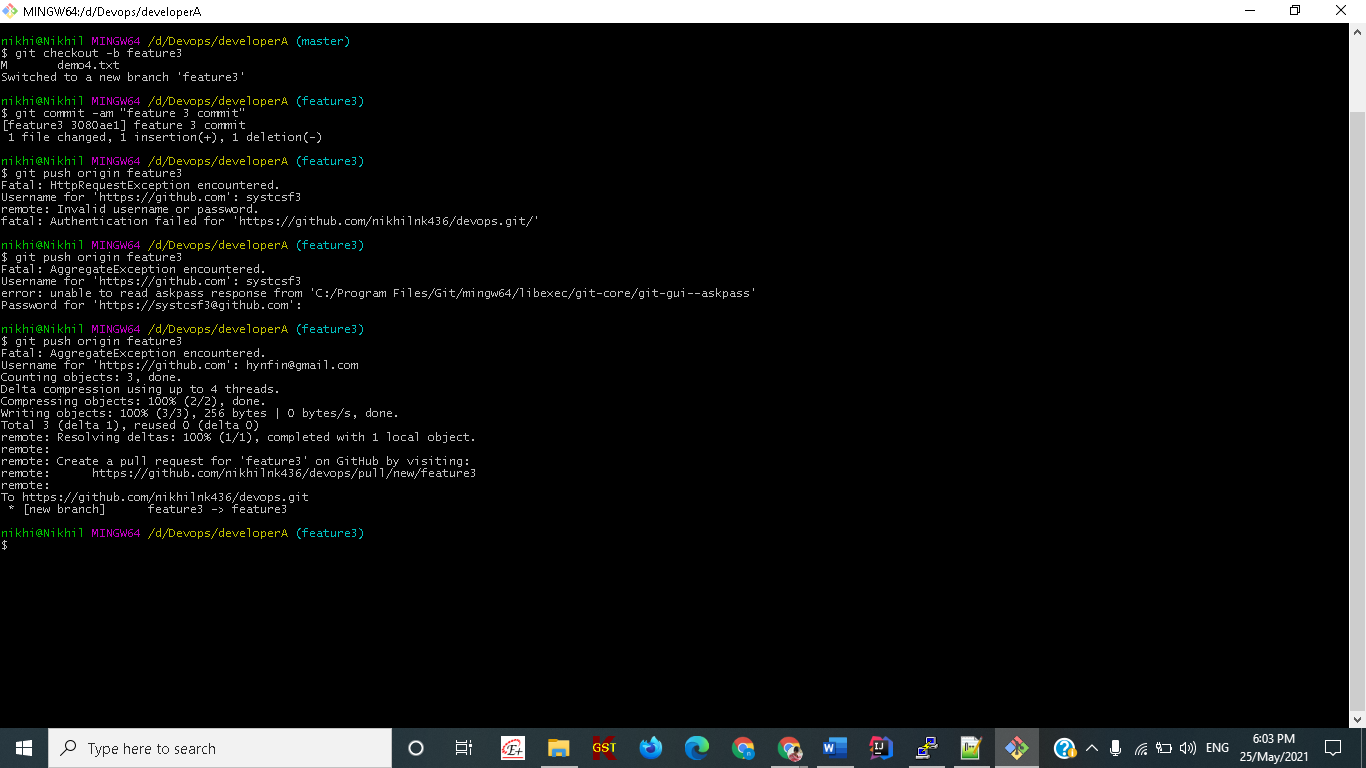 MINGW64:/d/Devops/developerA
nikhi@Nikhil MINGW64 /d/Devops/developerA (master)
$ git checkout -b feature3
M       demo4.txt
Switched to a new branch 'feature3'
nikhi@Nikhil MINGW64 /d/Devops/developerA (feature3)
$ git commit -am "feature 3 commit"
[feature3 3080ae1] feature 3 commit
 1 file changed, 1 insertion(+), 1 deletion(-)
nikhi@Nikhil MINGW64 /d/Devops/developerA (feature3)
$ git push origin feature3
Fatal: HttpRequestException encountered.
Username for 'https://github.com': systcsf3
remote: Invalid username or password.
fatal: Authentication failed for 'https://github.com/nikhilnk436/devops.git/'
nikhi@Nikhil MINGW64 /d/Devops/developerA (feature3)
$ git push origin feature3
Fatal: AggregateException encountered.
Username for 'https://github.com': systcsf3
error: unable to read askpass response from 'C:/Program Files/Git/mingw64/libexec/git-core/git-gui--askpass'
Password for 'https://systcsf3@github.com':
nikhi@Nikhil MINGW64 /d/Devops/developerA (feature3)
$ git push origin feature3
Fatal: AggregateException encountered.
Username for 'https://github.com': hynfin@gmail.com
Counting objects: 3, done.
Delta compression using up to 4 threads.
Compressing objects: 100% (2/2), done.
Writing objects: 100% (3/3), 256 bytes | 0 bytes/s, done.
Total 3 (delta 1), reused 0 (delta 0)
remote: Resolving deltas: 100% (1/1), completed with 1 local object.
remote:
remote: Create a pull request for 'feature3' on GitHub by visiting:
remote:      https://github.com/nikhilnk436/devops/pull/new/feature3
remote:
To https://github.com/nikhilnk436/devops.git
 * [new branch]      feature3 -> feature3
nikhi@Nikhil MINGW64 /d/Devops/developerA (feature3)
$
Type here to search
E+
GST
ENG
6:03 PM
25/May/2021